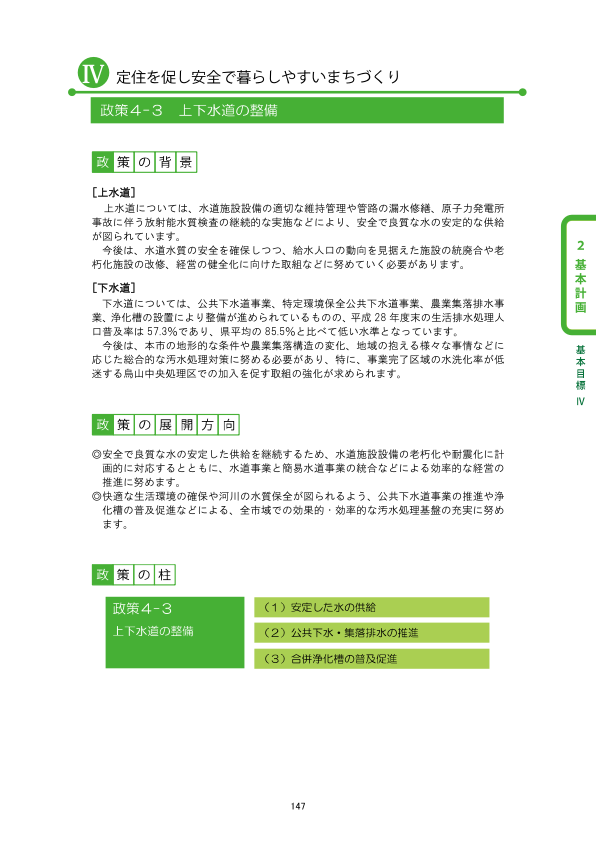 Ⅳ 定住を促し安全で暮らしやすいまちづくり
政策4-3　上下水道の整備
政策の背景
[上水道]
　上水道については、水道施設設備の適切な維持管理や管路の漏水修繕、原子力発電所
事故に伴う放射能水質検査の継続的な実施などにより、安全で良質な水の安定的な供給
が図られています。
　今後は、水道水質の安全を確保しつつ、給水人口の動向を見据えた施設の統廃合や老
朽化施設の改修、経営の健全化に向けた取組などに努めていく必要があります。
[下水道]
　下水道については、公共下水道事業、特定環境保全公共下水道事業、農業集落排水事
業、浄化槽の設置により整備が進められているものの、平成 28 年度末の生活排水処理人
口普及率は 57.3%であり、県平均の 85.5%と比べて低い水準となっています。
　今後は、本市の地形的な条件や農業集落構造の変化、地域の抱える様々な事情などに
応じた総合的な汚水処理対策に努める必要があり、特に、事業完了区域の水洗化率が低
迷する烏山中央処理区での加入を促す取組の強化が求められます。
政策の展開方向
◎安全で良質な水の安定した供給を継続するため、水道施設設備の老朽化や耐震化に計
画的に対応するとともに、水道事業と簡易水道事業の統合などによる効率的な経営の
推進に努めます。
◎快適な生活環境の確保や河川の水質保全が図られるよう、公共下水道事業の推進や浄
化槽の普及促進などによる、全市域での効果的・効率的な汚水処理基盤の充実に努め
ます。
政策の柱
政策4-3
上下水道の整備
（1）安定した水の供給
（2）公共下水・集落排水の推進
（3）合併浄化槽の普及促進
2 基本計画
基本目標 Ⅳ
147